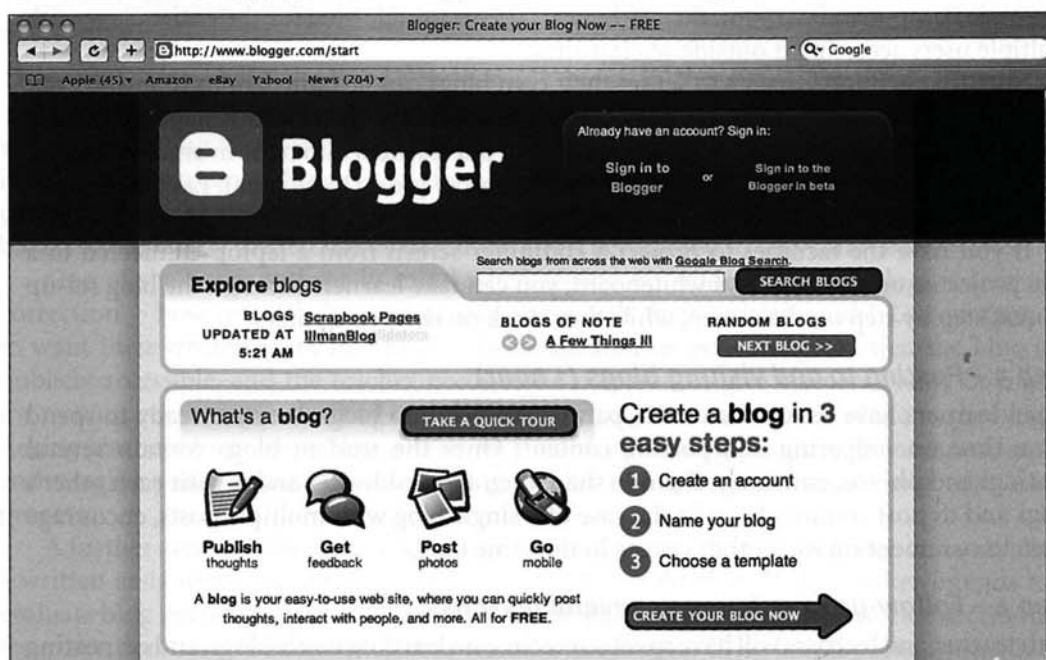 Blogger: Create your Blog Now -- FREE
http://www.blogger.com/start
Google
Apple (45) Amazon eBay Yahoo! News (204)
Blogger
Already have an account? Sign in:
Sign in to Blogger
or
Sign in to the Blogger in beta
Explore blogs
Search blogs from across the web with Google Blog Search.
SEARCH BLOGS
BLOGS UPDATED AT 5:21 AM
Scrapbook Pages
IllmanBlog
BLOGS OF NOTE
A Few Things Ill
RANDOM BLOGS
NEXT BLOG >>
What's a blog?
TAKE A QUICK TOUR
Publish thoughts
Get feedback
Post photos
Go mobile
A blog is your easy-to-use web site, where you can quickly post
thoughts, interact with people, and more. All for FREE.
Create a blog in 3
easy steps:
1 Create an account
2 Name your blog
3 Choose a template
CREATE YOUR BLOG NOW